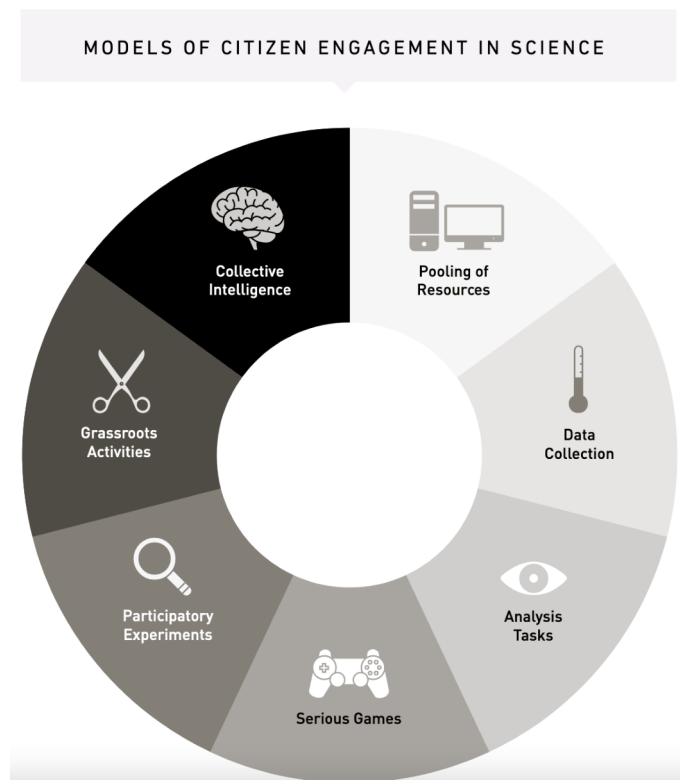 MODELS OF CITIZEN ENGAGEMENT IN SCIENCE
Pooling of
Resources
Data
Collection
Analysis
Tasks
Serious Games
Participatory
Experiments
Grassroots
Activities
Collective
Intelligence